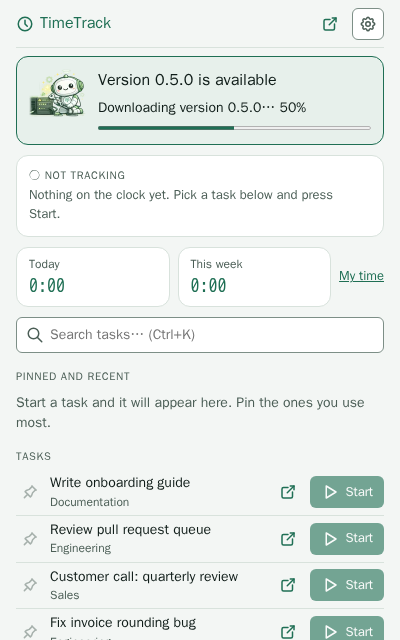 TimeTrack
Version 0.5.0 is available
Downloading version 0.5.0··· 50%
NOT TRACKING
Nothing on the clock yet. Pick a task below and press
Start.
Today
0:00
This week
0:00
My time
Search tasks··· (Ctrl+K)
PINNED AND RECENT
Start a task and it will appear here. Pin the ones you use
most.
TASKS
Write onboarding guide
Documentation
Start
Review pull request queue
Engineering
Start
Customer call: quarterly review
Sales
Start
Fix invoice rounding bug
Engineering
Start